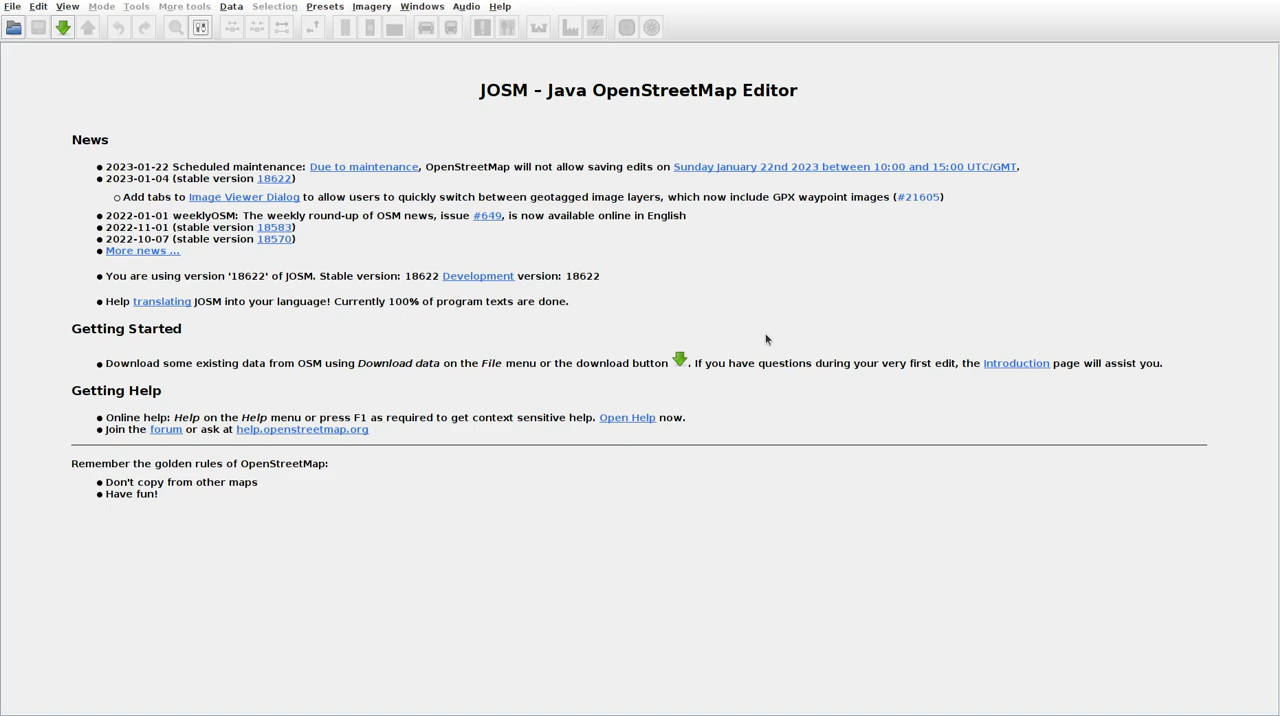 File Edit View Mode Tools More tools Data Selection Presets Imagery Windows Audio Help
JOSM – Java OpenStreetMap Editor
News
2023-01-22 Scheduled maintenance: Due to maintenance, OpenStreetMap will not allow saving edits on Sunday January 22nd 2023 between 10:00 and 15:00 UTC/GMT.
2023-01-04 (stable version 18622)
Add tabs to Image Viewer Dialog to allow users to quickly switch between geotagged image layers, which now include GPX waypoint images (#21605)
2022-01-01 weeklyOSM: The weekly round-up of OSM news, issue #649, is now available online in English
2022-11-01 (stable version 18583)
2022-10-07 (stable version 18570)
More news ...
You are using version '18622' of JOSM. Stable version: 18622 Development version: 18622
Help translating JOSM into your language! Currently 100% of program texts are done.
Getting Started
Download some existing data from OSM using Download data on the File menu or the download button . If you have questions during your very first edit, the Introduction page will assist you.
Getting Help
Online help: Help on the Help menu or press F1 as required to get context sensitive help. Open Help now.
Join the forum or ask at help.openstreetmap.org
Remember the golden rules of OpenStreetMap:
Don't copy from other maps
Have fun!